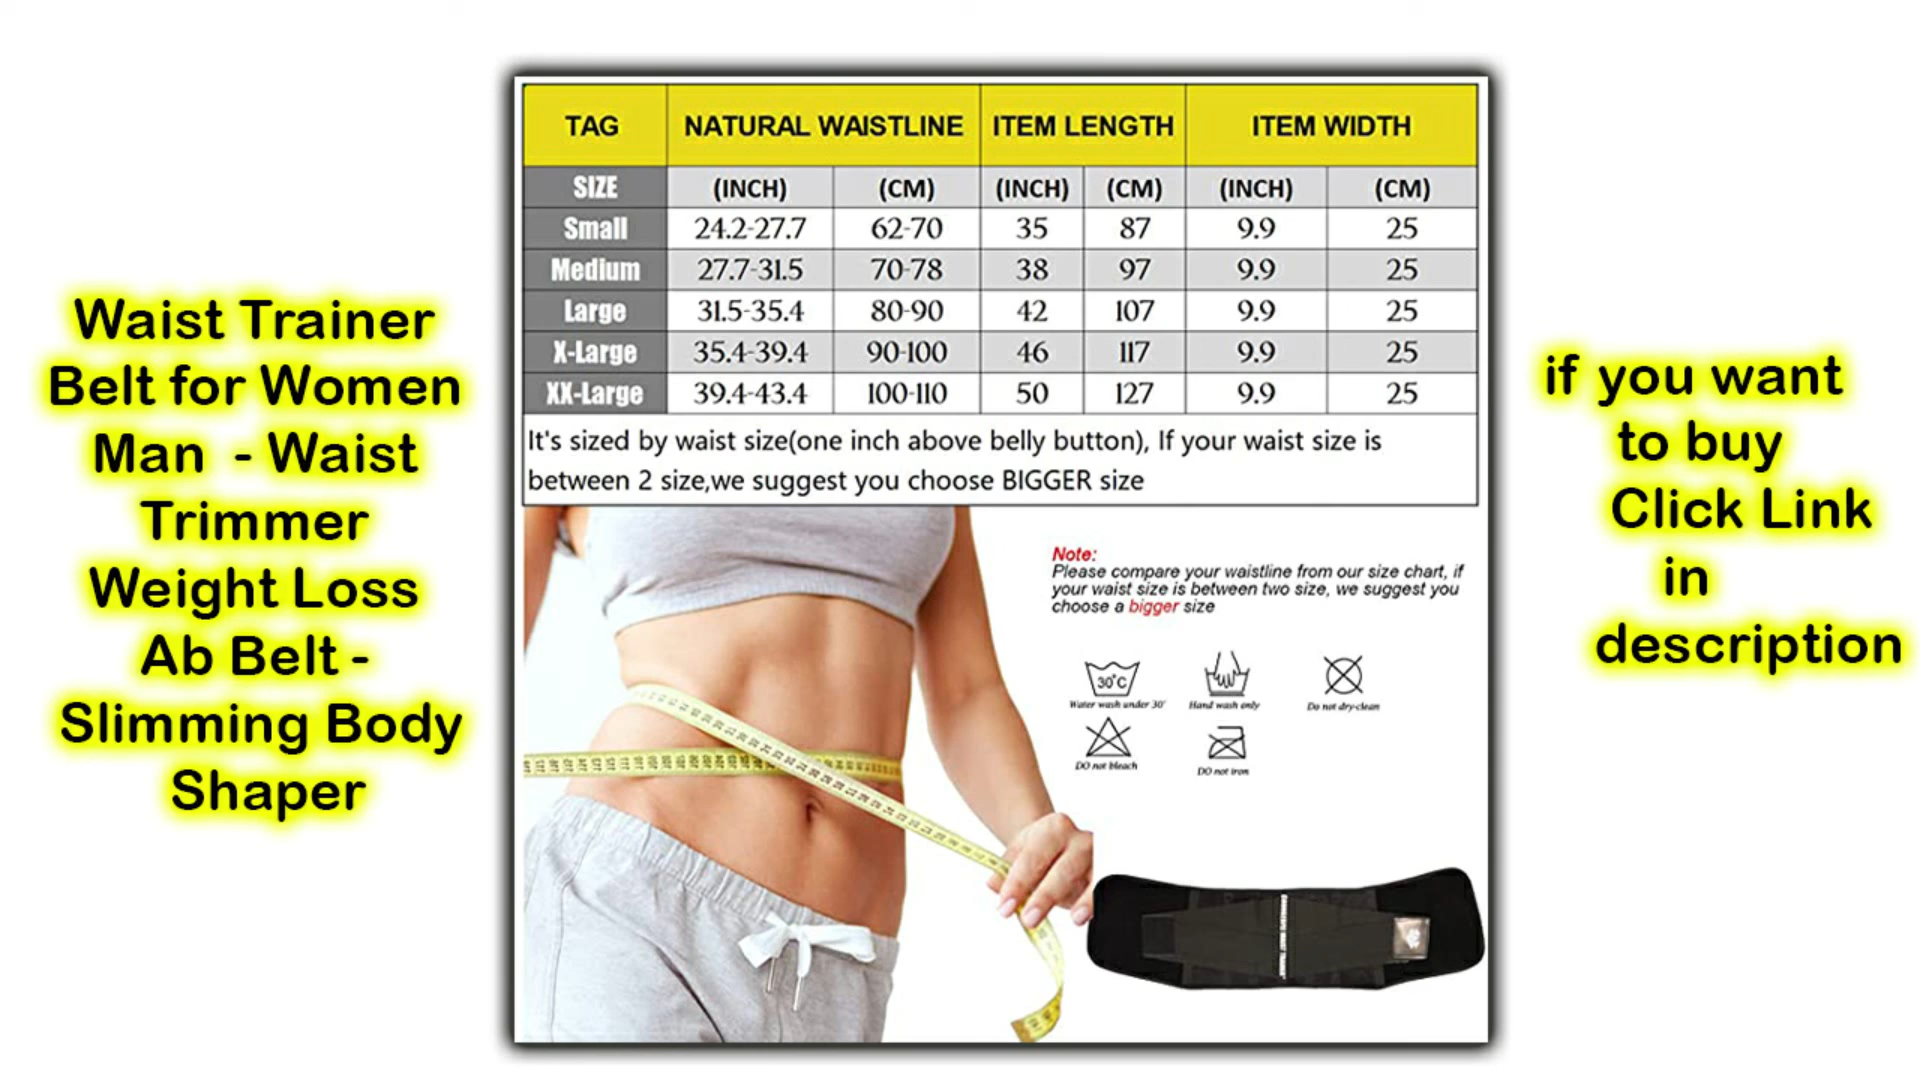 Waist Trainer
Belt for Women
Man - Waist
Trimmer
Weight Loss
Ab Belt -
Slimming Body
Shaper
TAG NATURAL WAISTLINE ITEM LENGTH ITEM WIDTH
SIZE (INCH) (CM) (INCH) (CM) (INCH) (CM)
Small 24.2-27.7 62-70 35 87 9.9 25
Medium 27.7-31.5 70-78 38 97 9.9 25
Large 31.5-35.4 80-90 42 107 9.9 25
X-Large 35.4-39.4 90-100 46 117 9.9 25
XX-Large 39.4-43.4 100-110 50 127 9.9 25
It's sized by waist size(one inch above belly button), If your waist size is
between 2 size,we suggest you choose BIGGER size
Note:
Please compare your waistline from our size chart, if
your waist size is between two size, we suggest you
choose a bigger size
30°C
Water wash under 30° Hand wash only Do not dry-clean
DO not bleach DO not iron
if you want
to buy
Click Link
in
description